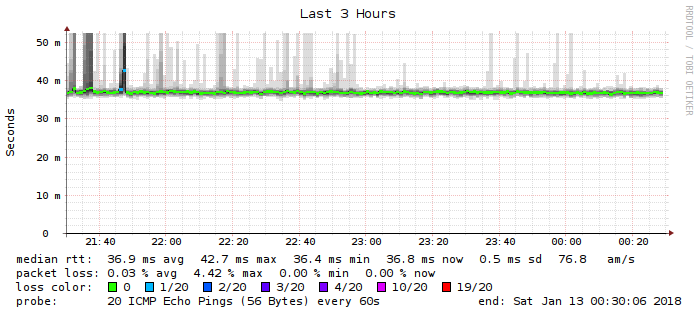 Last 3 Hours
RRDTOOL / TOBI OETIKER
Seconds
50 m
40 m
30 m
20 m
10 m
0
21:40 22:00 22:20 22:40 23:00 23:20 23:40 00:00 00:20
median rtt: 36.9 ms avg 42.7 ms max 36.4 ms min 36.8 ms now 0.5 ms sd 76.8 am/s
packet loss: 0.03 % avg 4.42 % max 0.00 % min 0.00 % now
loss color: 0 1/20 2/20 3/20 4/20 10/20 19/20
probe: 20 ICMP Echo Pings (56 Bytes) every 60s end: Sat Jan 13 00:30:06 2018